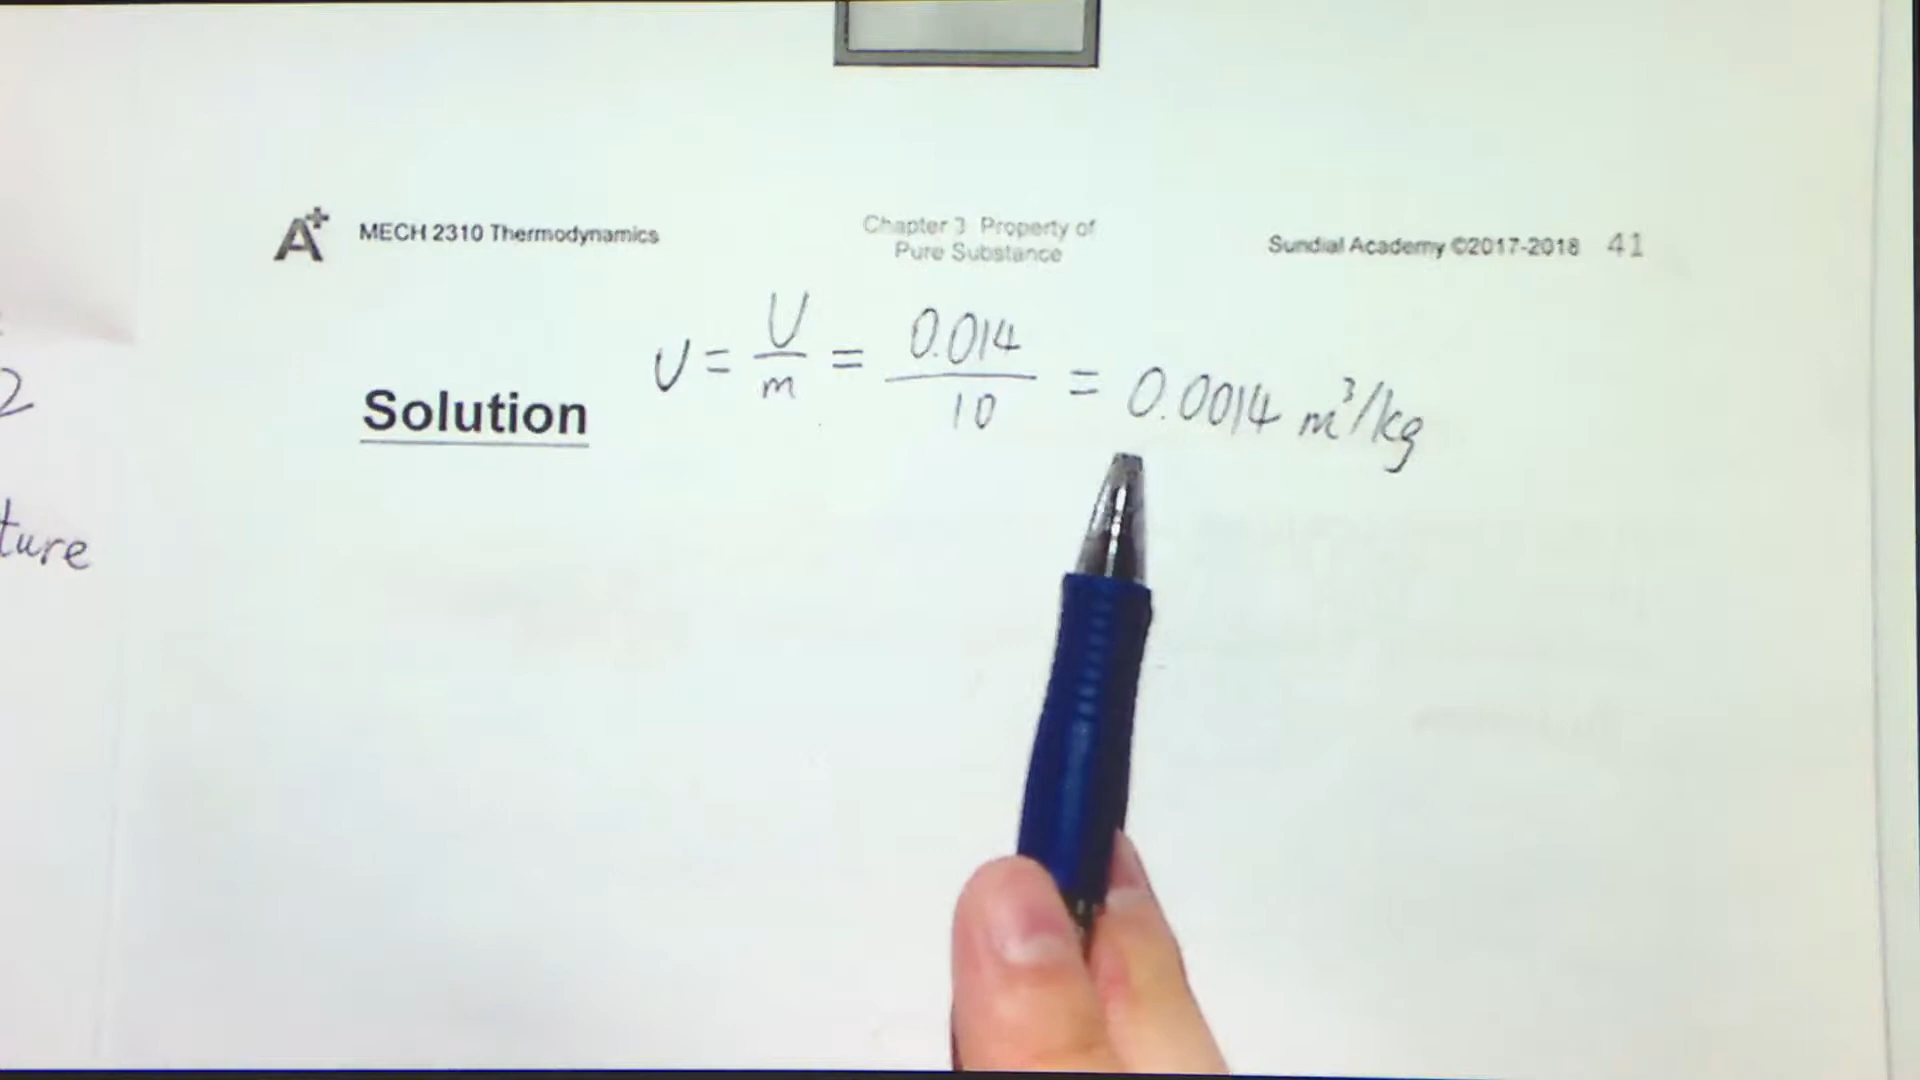 A+ MECH 2310 Thermodynamics
Chapter 3 Property of
Pure Substance
Sundial Academy ©2017-2018 41
Solution
υ = V/m = 0.014/10 = 0.0014 m³/kg
2
ture